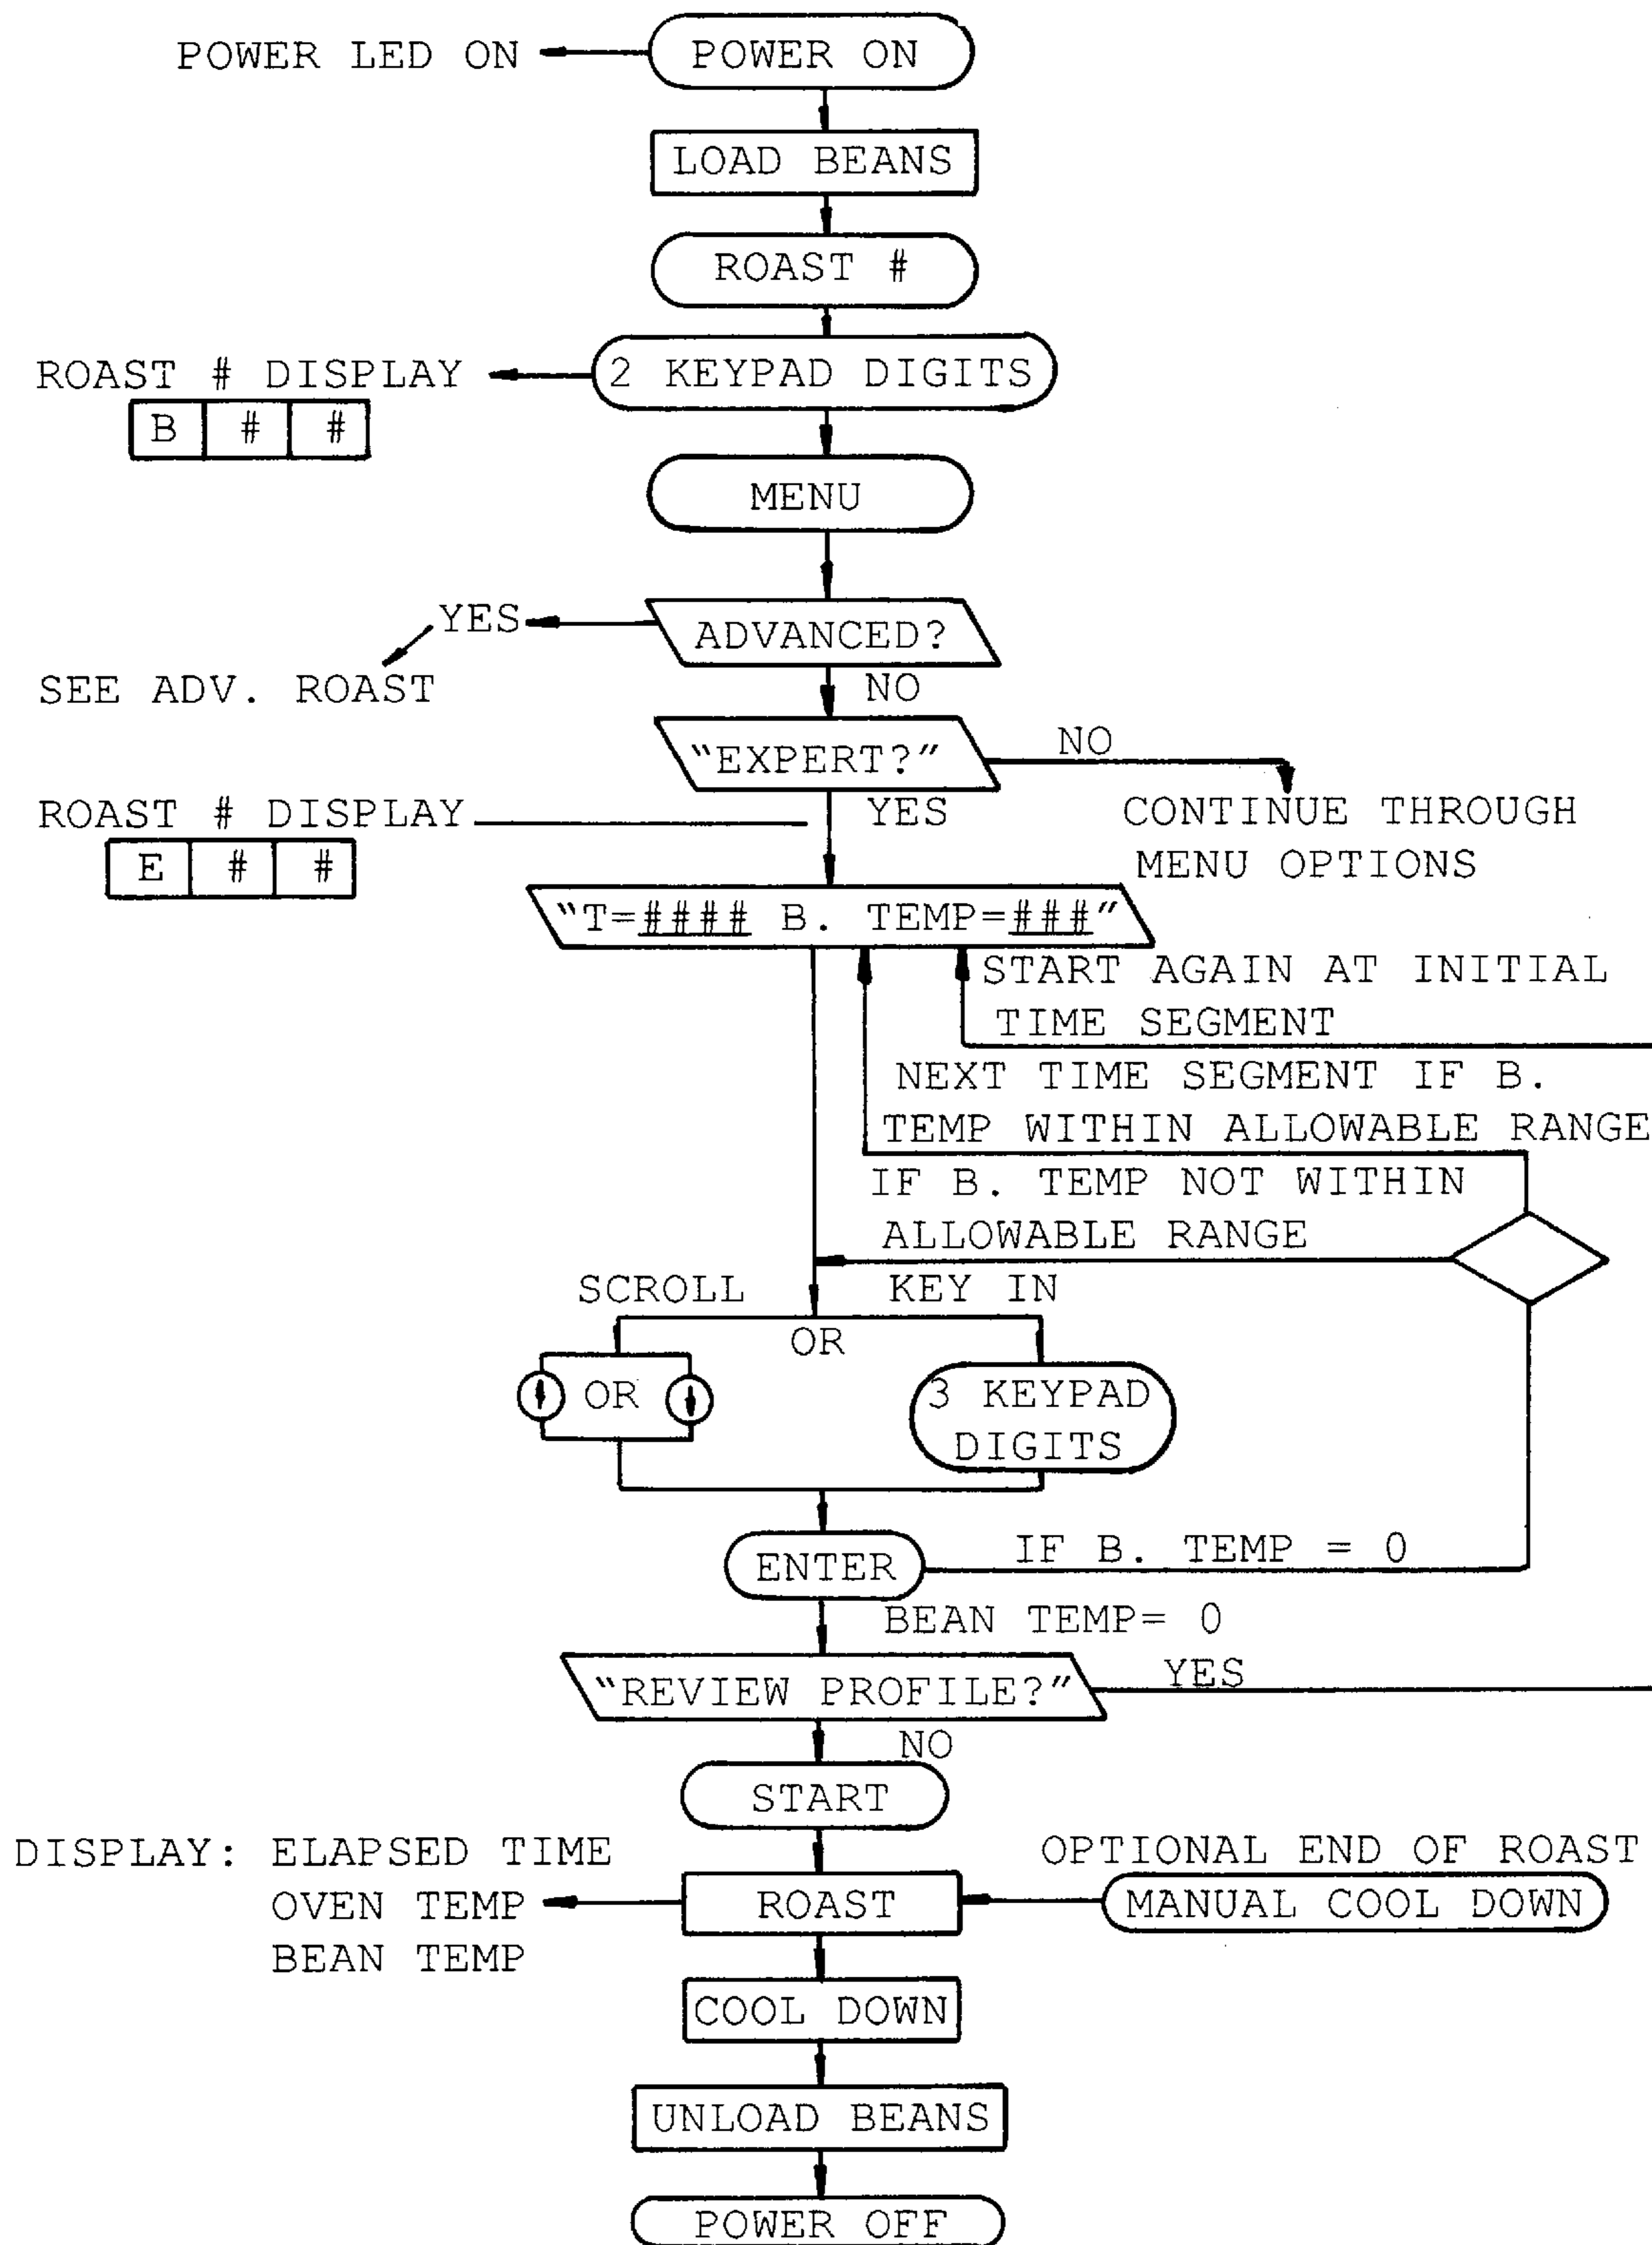 POWER LED ON
POWER ON
LOAD BEANS
ROAST #
ROAST # DISPLAY
B # #
2 KEYPAD DIGITS
MENU
YES
ADVANCED?
SEE ADV. ROAST
NO
"EXPERT?"
NO
ROAST # DISPLAY
E # #
YES
CONTINUE THROUGH
MENU OPTIONS
"T=#### B. TEMP=###"
START AGAIN AT INITIAL
TIME SEGMENT
NEXT TIME SEGMENT IF B.
TEMP WITHIN ALLOWABLE RANGE
IF B. TEMP NOT WITHIN
ALLOWABLE RANGE
SCROLL
KEY IN
OR
OR
3 KEYPAD
DIGITS
ENTER
IF B. TEMP = 0
BEAN TEMP= 0
"REVIEW PROFILE?"
YES
NO
START
DISPLAY: ELAPSED TIME
OVEN TEMP
BEAN TEMP
ROAST
OPTIONAL END OF ROAST
MANUAL COOL DOWN
COOL DOWN
UNLOAD BEANS
POWER OFF